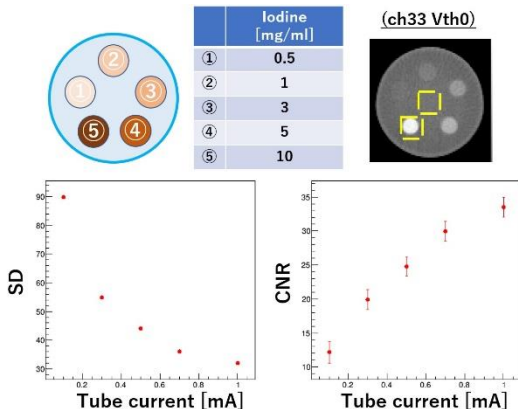 Iodine
[mg/ml]
① 0.5
② 1
③ 3
④ 5
⑤ 10
②
①
③
⑤
④
(ch33 Vth0)
SD
90
80
70
60
50
40
30
0.2 0.4 0.6 0.8 1
Tube current [mA]
CNR
35
30
25
20
15
10
0.2 0.4 0.6 0.8 1
Tube current [mA]